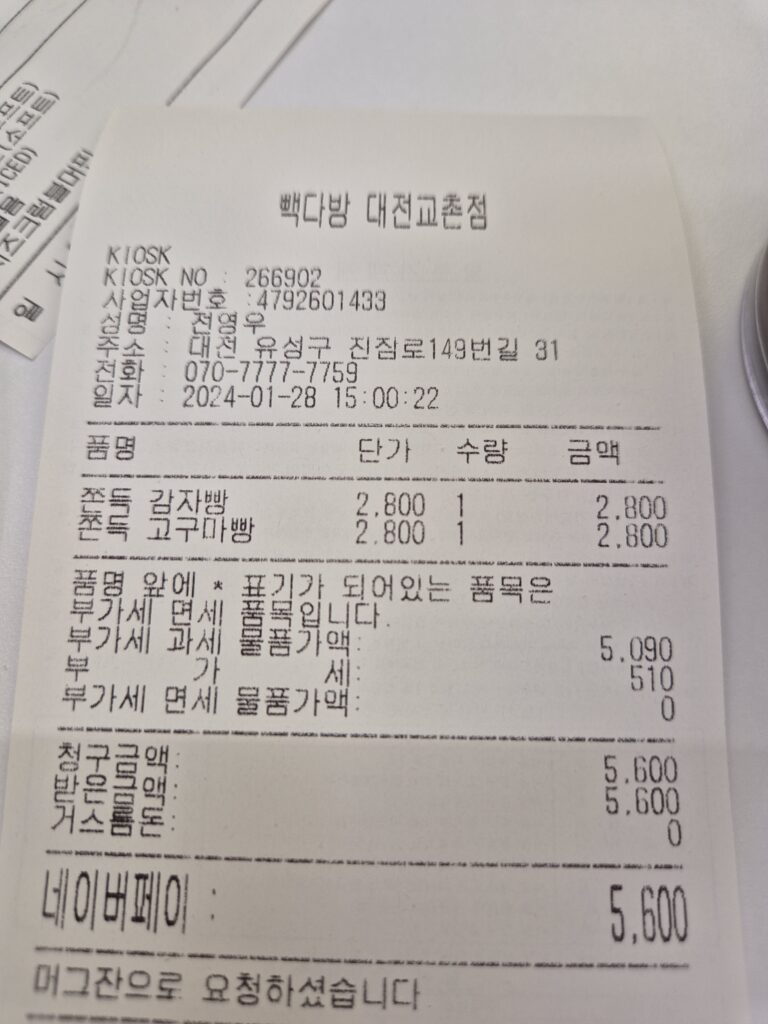 빽다방 대전교촌점
KIOSK
KIOSK NO : 266902
사업자번호 :4792601433
성명 : 전영우
주소 : 대전 유성구 진잠로149번길 31
전화 : 070-7777-7759
일자 : 2024-01-28 15:00:22
품명 단가 수량 금액
쫀득 감자빵 2,800 1 2,800
쫀득 고구마빵 2,800 1 2,800
품명 앞에 * 표기가 되어있는 품목은
부가세 면세 품목입니다.
부가세 과세 물품가액: 5,090
부 가 세: 510
부가세 면세 물품가액: 0
청구금액: 5,600
받은금액: 5,600
거스름돈: 0
네이버페이 : 5,600
머그잔으로 요청하셨습니다